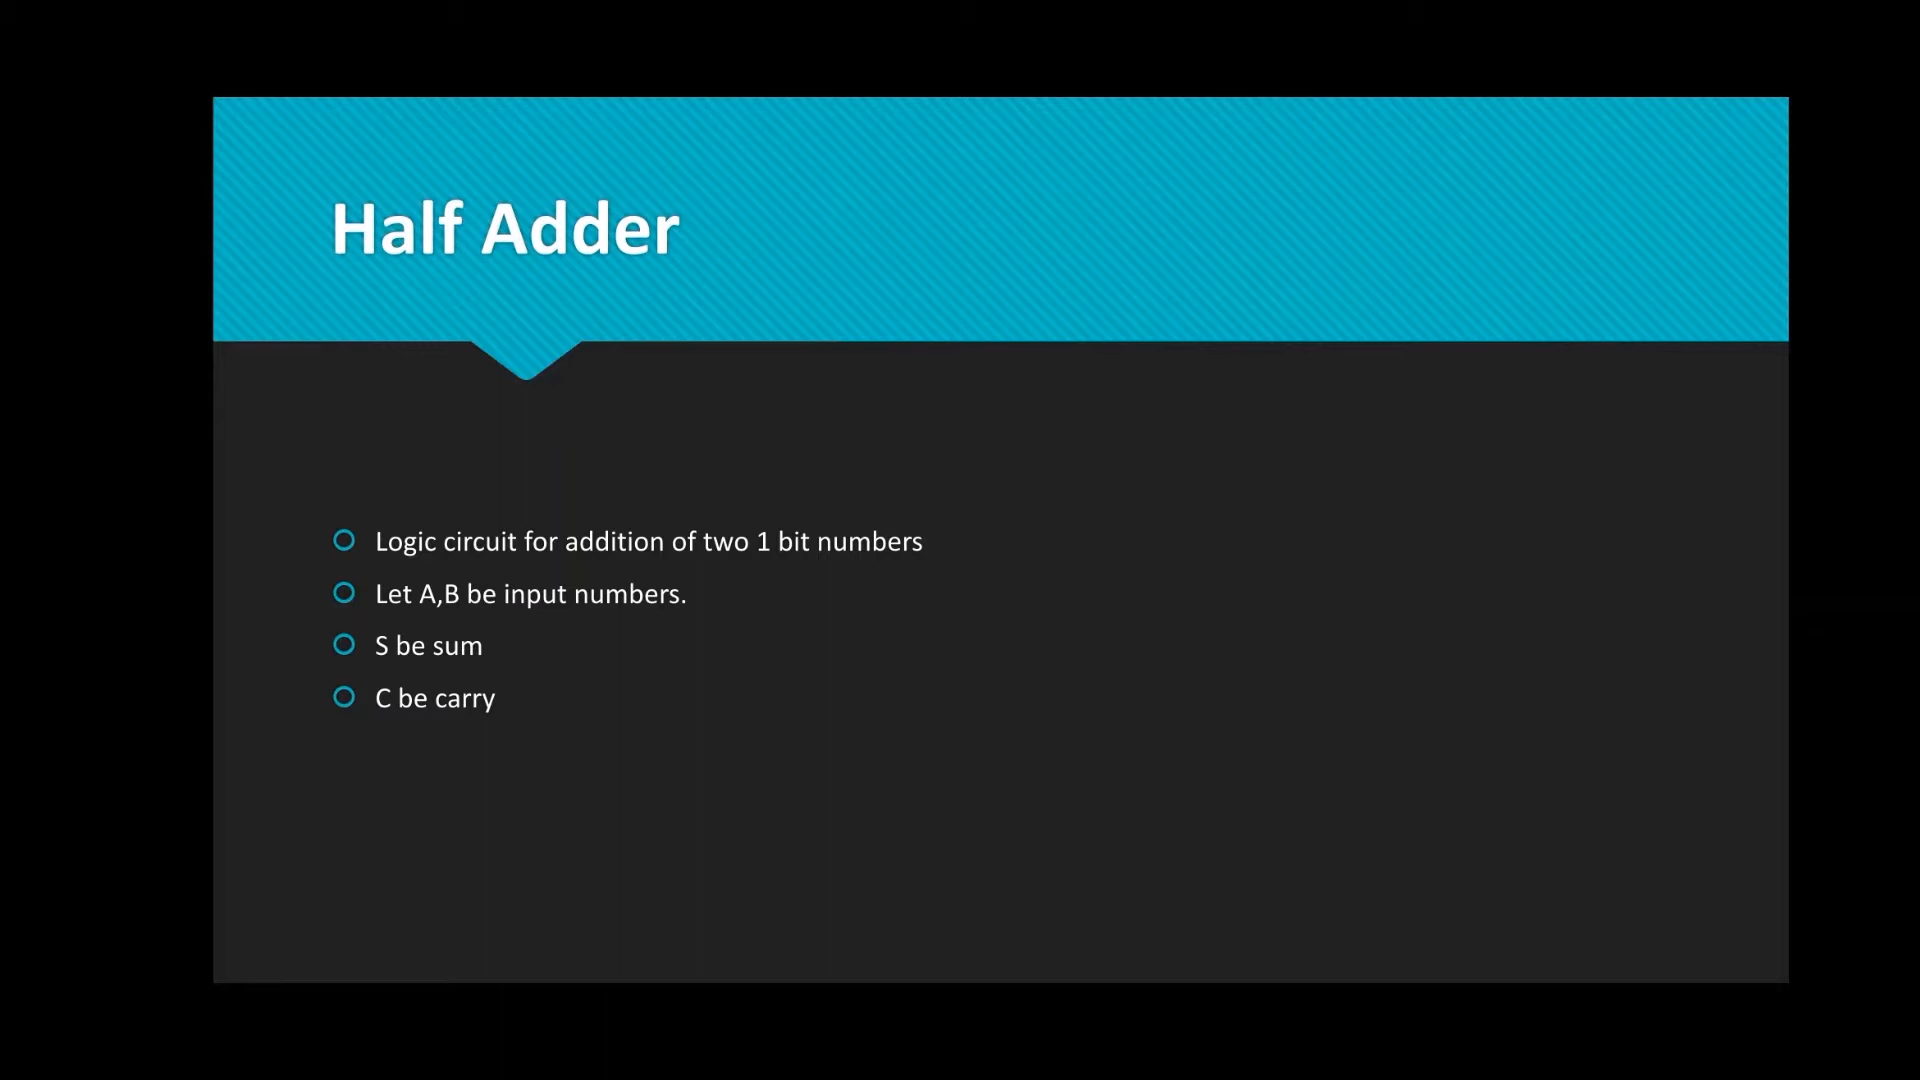 Half Adder
Logic circuit for addition of two 1 bit numbers
Let A,B be input numbers.
S be sum
C be carry